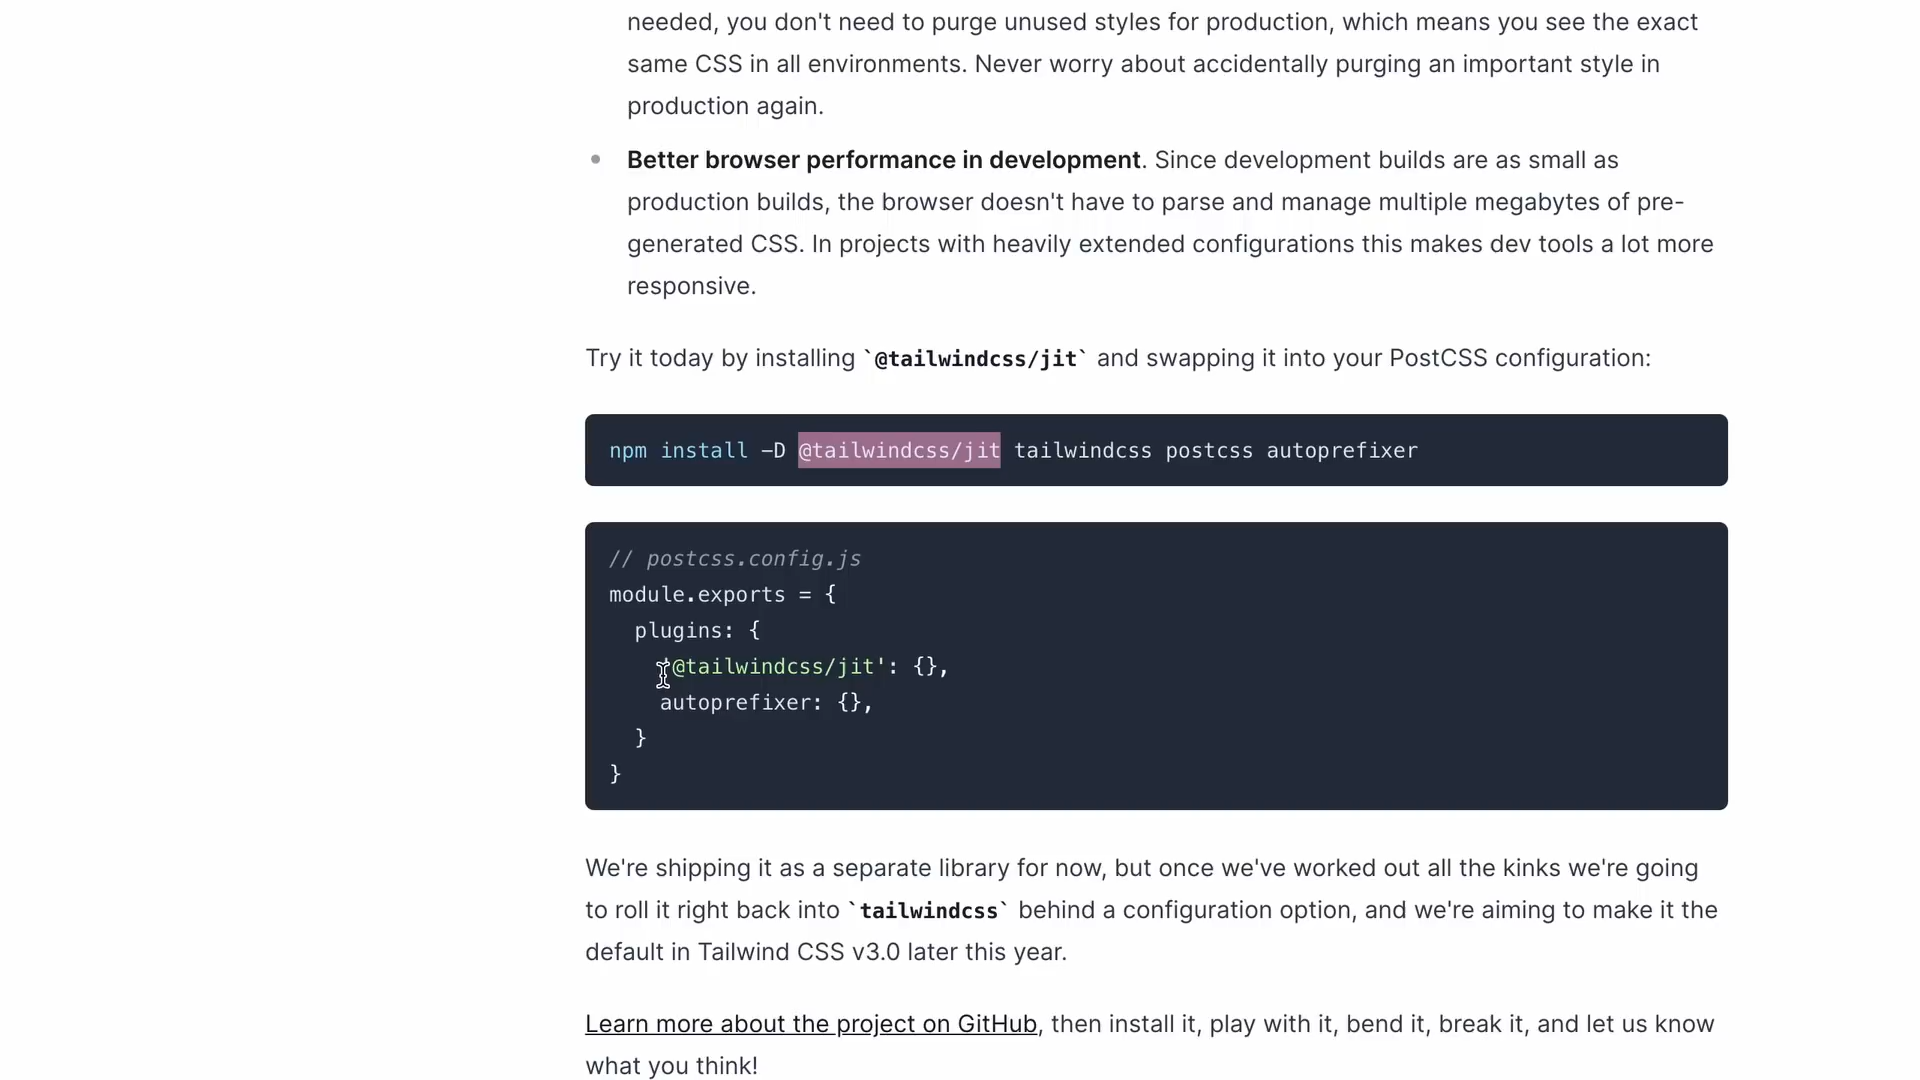 needed, you don't need to purge unused styles for production, which means you see the exact
same CSS in all environments. Never worry about accidentally purging an important style in
production again.
Better browser performance in development. Since development builds are as small as
production builds, the browser doesn't have to parse and manage multiple megabytes of pre-
generated CSS. In projects with heavily extended configurations this makes dev tools a lot more
responsive.
Try it today by installing `@tailwindcss/jit` and swapping it into your PostCSS configuration:
npm install -D @tailwindcss/jit tailwindcss postcss autoprefixer
// postcss.config.js
module.exports = {
  plugins: {
    '@tailwindcss/jit': {},
    autoprefixer: {},
  }
}
We're shipping it as a separate library for now, but once we've worked out all the kinks we're going
to roll it right back into `tailwindcss` behind a configuration option, and we're aiming to make it the
default in Tailwind CSS v3.0 later this year.
Learn more about the project on GitHub, then install it, play with it, bend it, break it, and let us know
what you think!